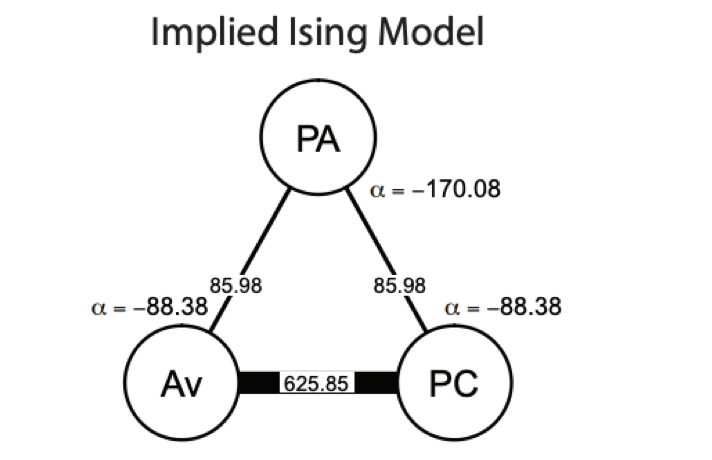 Implied Ising Model
PA
α = −170.08
85.98
85.98
α = −88.38
α = −88.38
Av
625.85
PC